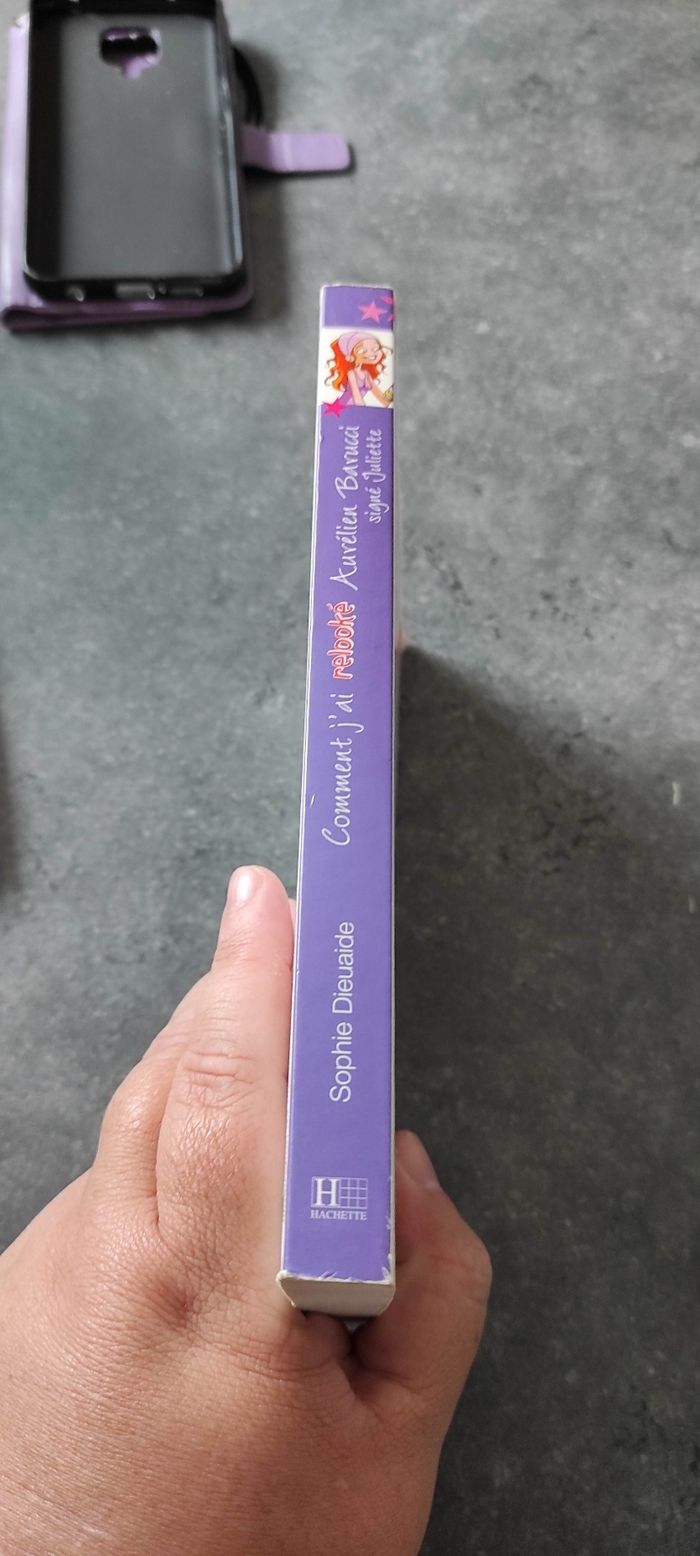 Sophie Dieuaide
Comment j'ai relooké Aurélien Barucci
signé Juliette
H
HACHETTE